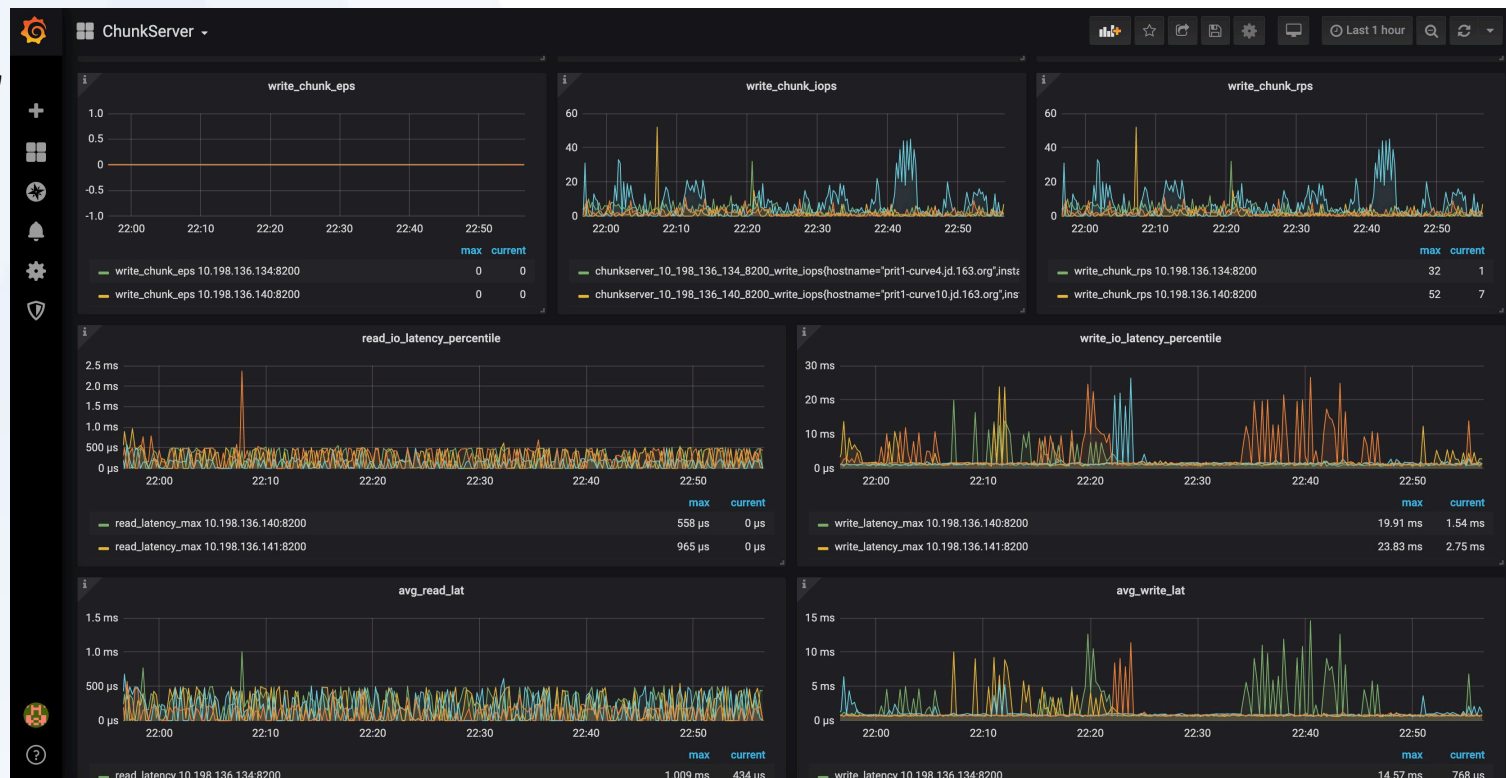 ChunkServer
Last 1 hour
write_chunk_eps
1.0
0.5
0
-0.5
-1.0
22:00 22:10 22:20 22:30 22:40 22:50
max current
write_chunk_eps 10.198.136.134:8200 0 0
write_chunk_eps 10.198.136.140:8200 0 0
write_chunk_iops
60
40
20
0
22:00 22:10 22:20 22:30 22:40 22:50
chunkserver_10_198_136_134_8200_write_iops{hostname="prit1-curve4.jd.163.org",insta
chunkserver_10_198_136_140_8200_write_iops{hostname="prit1-curve10.jd.163.org",ins
write_chunk_rps
60
40
20
0
22:00 22:10 22:20 22:30 22:40 22:50
max current
write_chunk_rps 10.198.136.134:8200 32 1
write_chunk_rps 10.198.136.140:8200 52 7
read_io_latency_percentile
2.5 ms
2.0 ms
1.5 ms
1.0 ms
500 µs
0 µs
22:00 22:10 22:20 22:30 22:40 22:50
max current
read_latency_max 10.198.136.140:8200 558 µs 0 µs
read_latency_max 10.198.136.141:8200 965 µs 0 µs
write_io_latency_percentile
30 ms
20 ms
10 ms
0 µs
22:00 22:10 22:20 22:30 22:40 22:50
max current
write_latency_max 10.198.136.140:8200 19.91 ms 1.54 ms
write_latency_max 10.198.136.141:8200 23.83 ms 2.75 ms
avg_read_lat
1.5 ms
1.0 ms
500 µs
0 µs
22:00 22:10 22:20 22:30 22:40 22:50
max current
read_latency 10.198.136.134:8200 1.009 ms 434 µs
avg_write_lat
15 ms
10 ms
5 ms
0 µs
22:00 22:10 22:20 22:30 22:40 22:50
max current
write_latency 10.198.136.134:8200 14.57 ms 768 µs